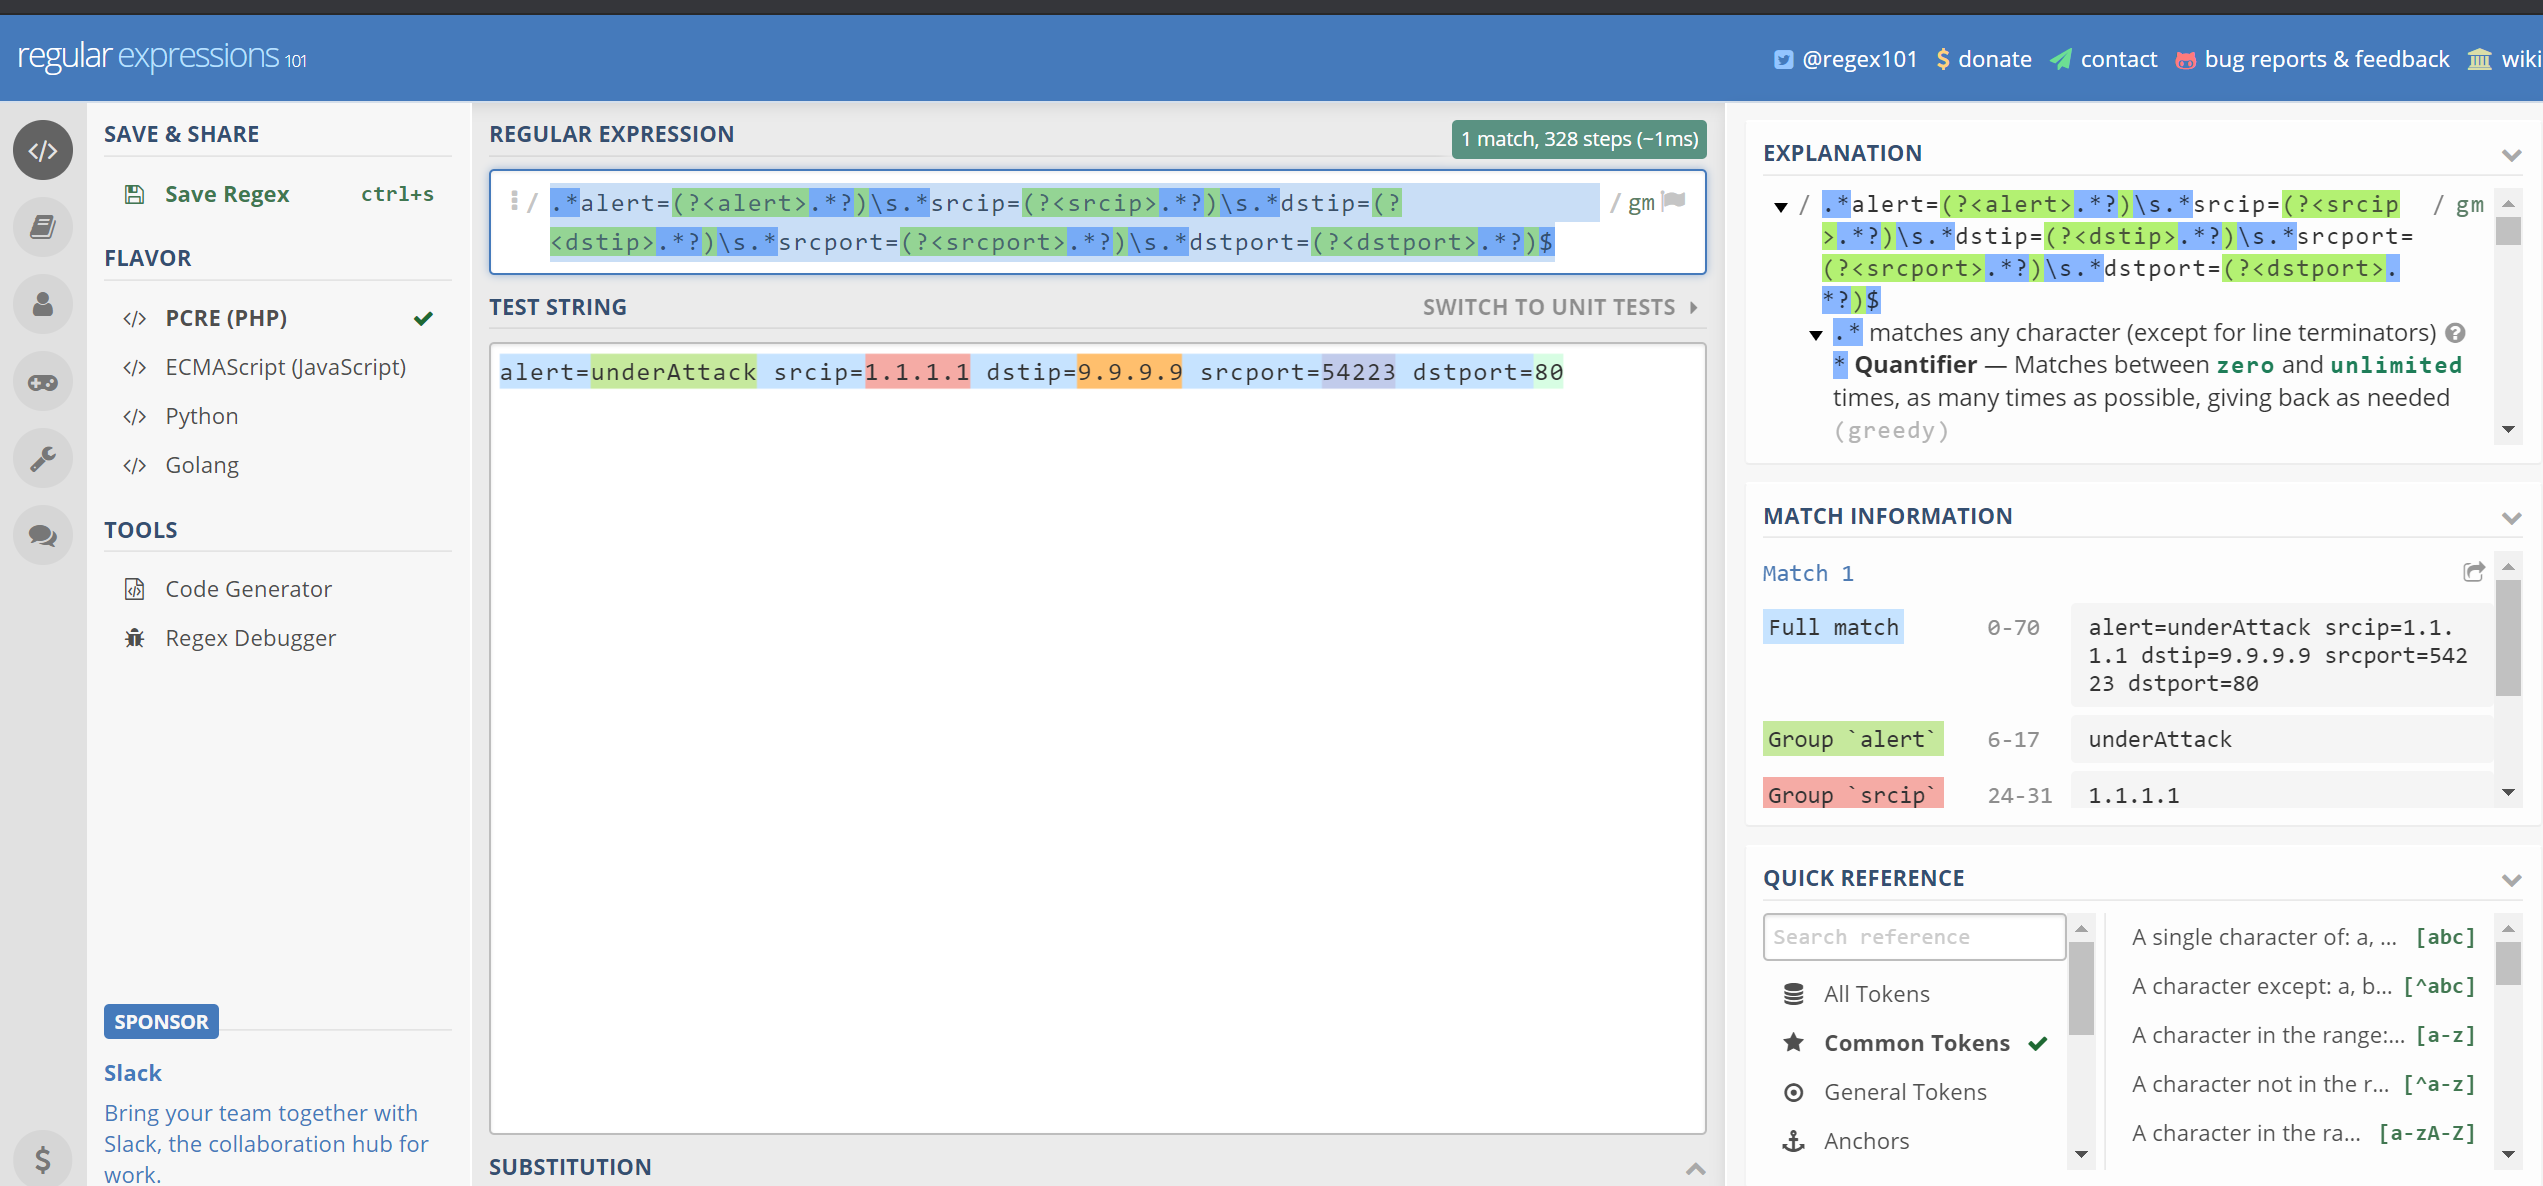 regular expressions 101
@regex101 donate contact bug reports & feedback wiki
SAVE & SHARE
Save Regex ctrl+s
FLAVOR
PCRE (PHP)
ECMAScript (JavaScript)
Python
Golang
TOOLS
Code Generator
Regex Debugger
SPONSOR
Slack
Bring your team together with
Slack, the collaboration hub for
work.
$
REGULAR EXPRESSION
1 match, 328 steps (~1ms)
/ .*alert=(?<alert>.*?)\s.*srcip=(?<srcip>.*?)\s.*dstip=(? / gm
<dstip>.*?)\s.*srcport=(?<srcport>.*?)\s.*dstport=(?<dstport>.*?)$
TEST STRING
SWITCH TO UNIT TESTS
alert=underAttack srcip=1.1.1.1 dstip=9.9.9.9 srcport=54223 dstport=80
SUBSTITUTION
EXPLANATION
/ .*alert=(?<alert>.*?)\s.*srcip=(?<srcip / gm
>.*?)\s.*dstip=(?<dstip>.*?)\s.*srcport=
(?<srcport>.*?)\s.*dstport=(?<dstport>.
*?)$
.* matches any character (except for line terminators)
* Quantifier — Matches between zero and unlimited
times, as many times as possible, giving back as needed
(greedy)
MATCH INFORMATION
Match 1
Full match 0-70 alert=underAttack srcip=1.1.
1.1 dstip=9.9.9.9 srcport=542
23 dstport=80
Group `alert` 6-17 underAttack
Group `srcip` 24-31 1.1.1.1
QUICK REFERENCE
Search reference
All Tokens
Common Tokens
General Tokens
Anchors
A single character of: a, ... [abc]
A character except: a, b... [^abc]
A character in the range:... [a-z]
A character not in the r... [^a-z]
A character in the ra... [a-zA-Z]